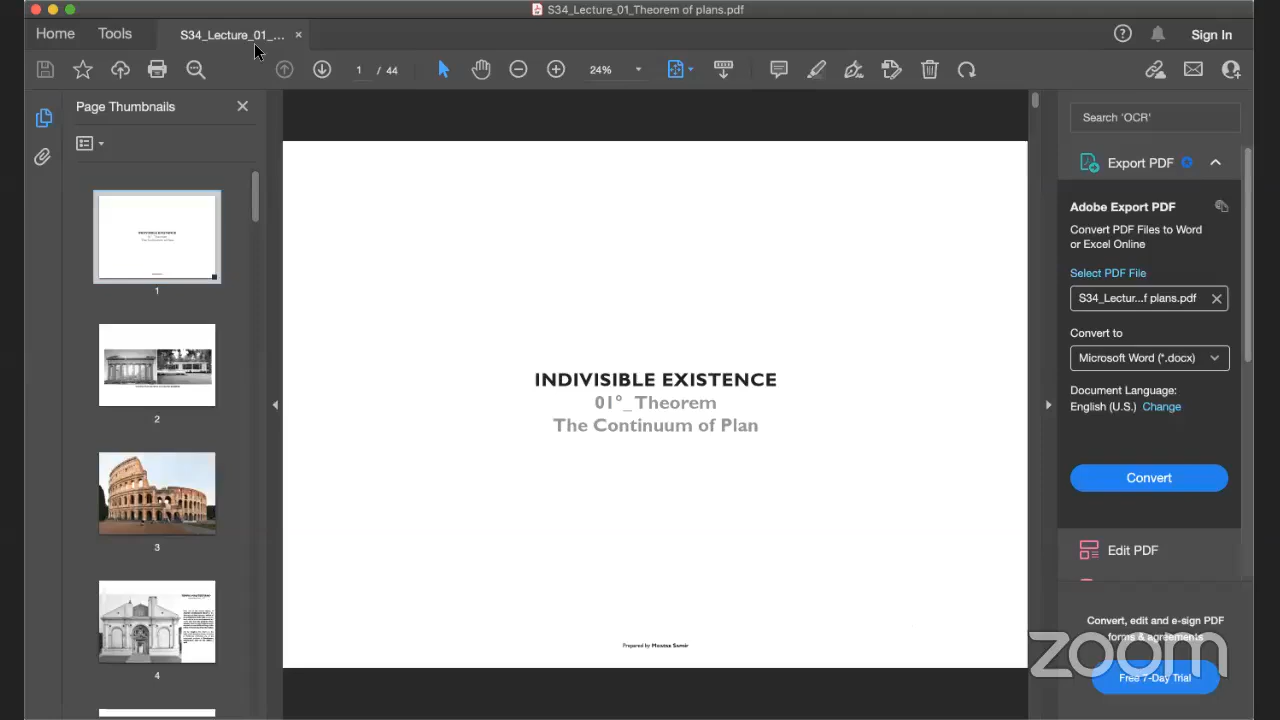 S34_Lecture_01_Theorem of plans.pdf
Home
Tools
S34_Lecture_01_...
Sign In
1 / 44
24%
Page Thumbnails
1
2
3
4
INDIVISIBLE EXISTENCE
01°_Theorem
The Continuum of Plan
Prepared by
Search 'OCR'
Export PDF
Adobe Export PDF
Convert PDF Files to Word
or Excel Online
Select PDF File
S34_Lectur...f plans.pdf
Convert to
Microsoft Word (*.docx)
Document Language:
English (U.S.) Change
Convert
Edit PDF
Convert, edit and e-sign PDF
forms & agreements
Free 7-Day Trial
zoom